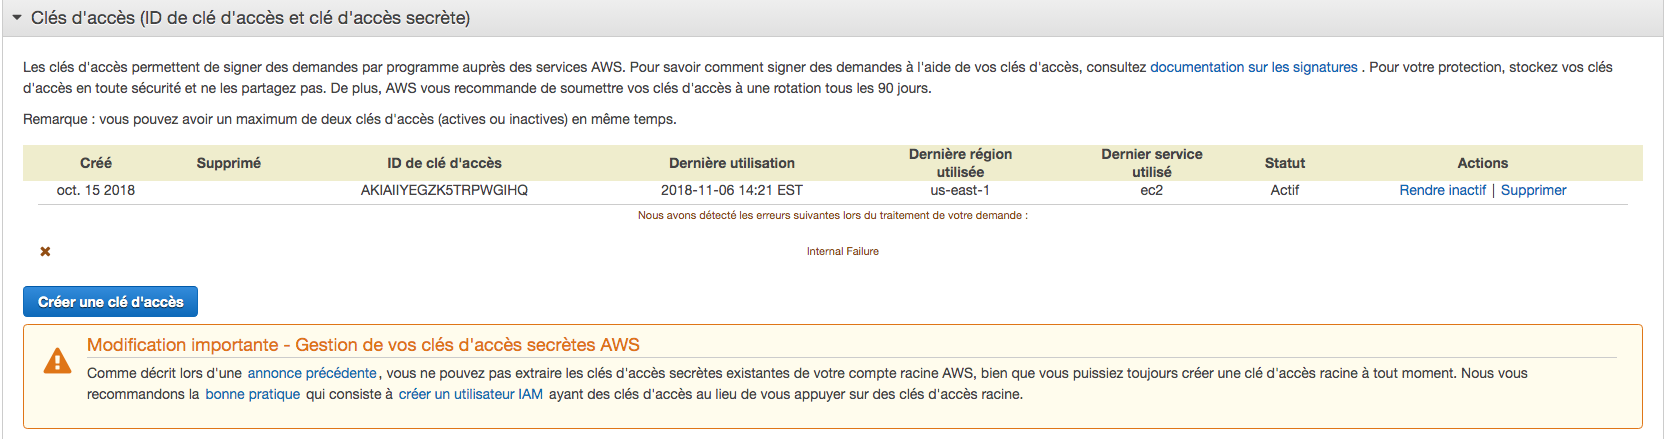 Clés d'accès (ID de clé d'accès et clé d'accès secrète)
Les clés d'accès permettent de signer des demandes par programme auprès des services AWS. Pour savoir comment signer des demandes à l'aide de vos clés d'accès, consultez documentation sur les signatures . Pour votre protection, stockez vos clés
d'accès en toute sécurité et ne les partagez pas. De plus, AWS vous recommande de soumettre vos clés d'accès à une rotation tous les 90 jours.
Remarque : vous pouvez avoir un maximum de deux clés d'accès (actives ou inactives) en même temps.
Créé Supprimé ID de clé d'accès Dernière utilisation Dernière région utilisée Dernier service utilisé Statut Actions
oct. 15 2018 AKIAIIYEGZK5TRPWGIHQ 2018-11-06 14:21 EST us-east-1 ec2 Actif Rendre inactif | Supprimer
Nous avons détecté les erreurs suivantes lors du traitement de votre demande :
Internal Failure
Créer une clé d'accès
Modification importante - Gestion de vos clés d'accès secrètes AWS
Comme décrit lors d'une annonce précédente, vous ne pouvez pas extraire les clés d'accès secrètes existantes de votre compte racine AWS, bien que vous puissiez toujours créer une clé d'accès racine à tout moment. Nous vous
recommandons la bonne pratique qui consiste à créer un utilisateur IAM ayant des clés d'accès au lieu de vous appuyer sur des clés d'accès racine.